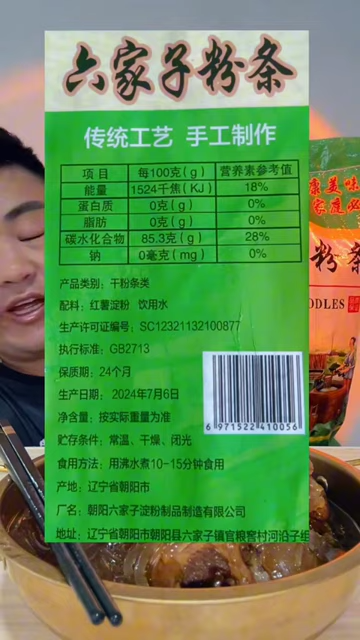 六家子粉条
传统工艺 手工制作
项 目 每100克(g) 营养素参考值
能量 1524千焦(KJ) 18%
蛋白质 0克(g) 0%
脂肪 0克(g) 0%
碳水化合物 85.3克(g) 28%
钠 0毫克(mg) 0%
产品类别: 干粉条类
配料: 红薯淀粉 饮用水
生产许可证编号: SC12321132100877
执行标准: GB2713
保质期: 24个月
生产日期: 2024年7月6日
净含量: 按实际重量为准
6 971522 410056
贮存条件: 常温、干燥、闭光
食用方法: 用沸水煮10-15分钟食用
产地: 辽宁省朝阳市
厂名: 朝阳六家子淀粉制品制造有限公司
地址: 辽宁省朝阳市朝阳县六家子镇官粮窖村河沿子组
康美味
家庭必
粉条
ODLES